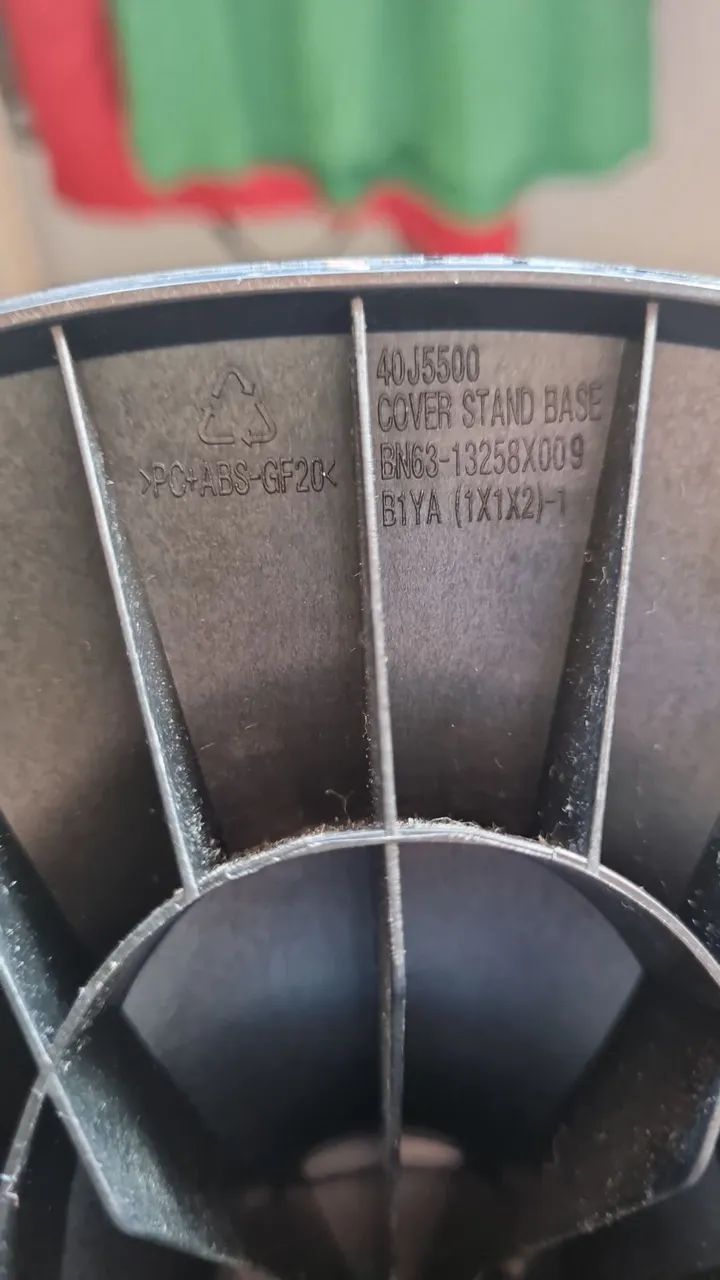 >PC+ABS-GF20<
40J5500
COVER STAND BASE
BN63-13258X009
B1YA (1X1X2)-1